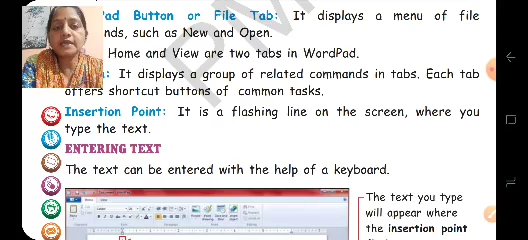 Pad Button or File Tab: It displays a menu of file
nds, such as New and Open.
Home and View are two tabs in WordPad.
It displays a group of related commands in tabs. Each tab
offers shortcut buttons of common tasks.
Insertion Point: It is a flashing line on the screen, where you
type the text.
ENTERING TEXT
The text can be entered with the help of a keyboard.
The text you type
will appear where
the insertion point